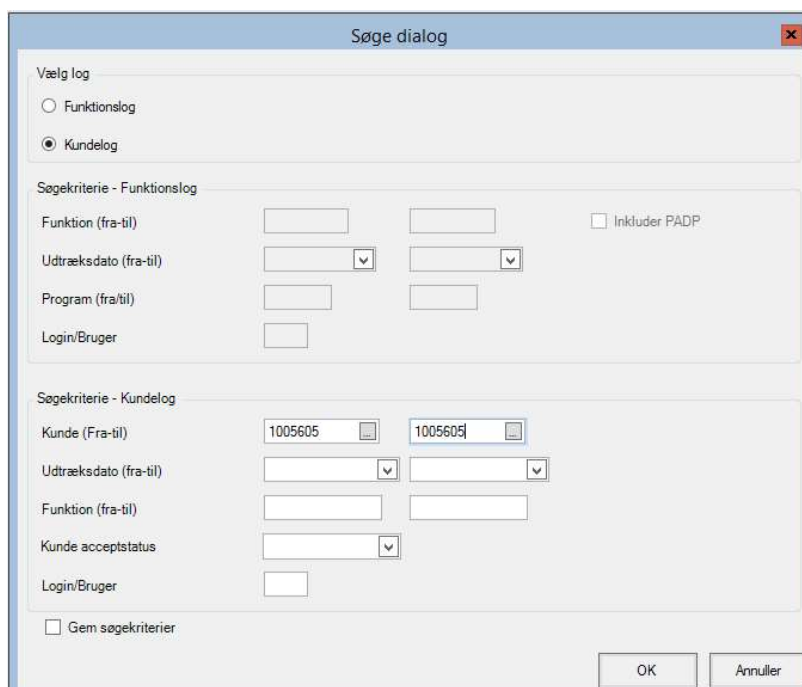 Søge dialog
Vælg log
Funktionslog
Kundelog
Søgekriterie - Funktionslog
Funktion (fra-til) Inkluder PADP
Udtræksdato (fra-til)
Program (fra/til)
Login/Bruger
Søgekriterie - Kundelog
Kunde (Fra-til) 1005605 ... 1005605 ...
Udtræksdato (fra-til)
Funktion (fra-til)
Kunde acceptstatus
Login/Bruger
Gem søgekriterier
OK Annuller